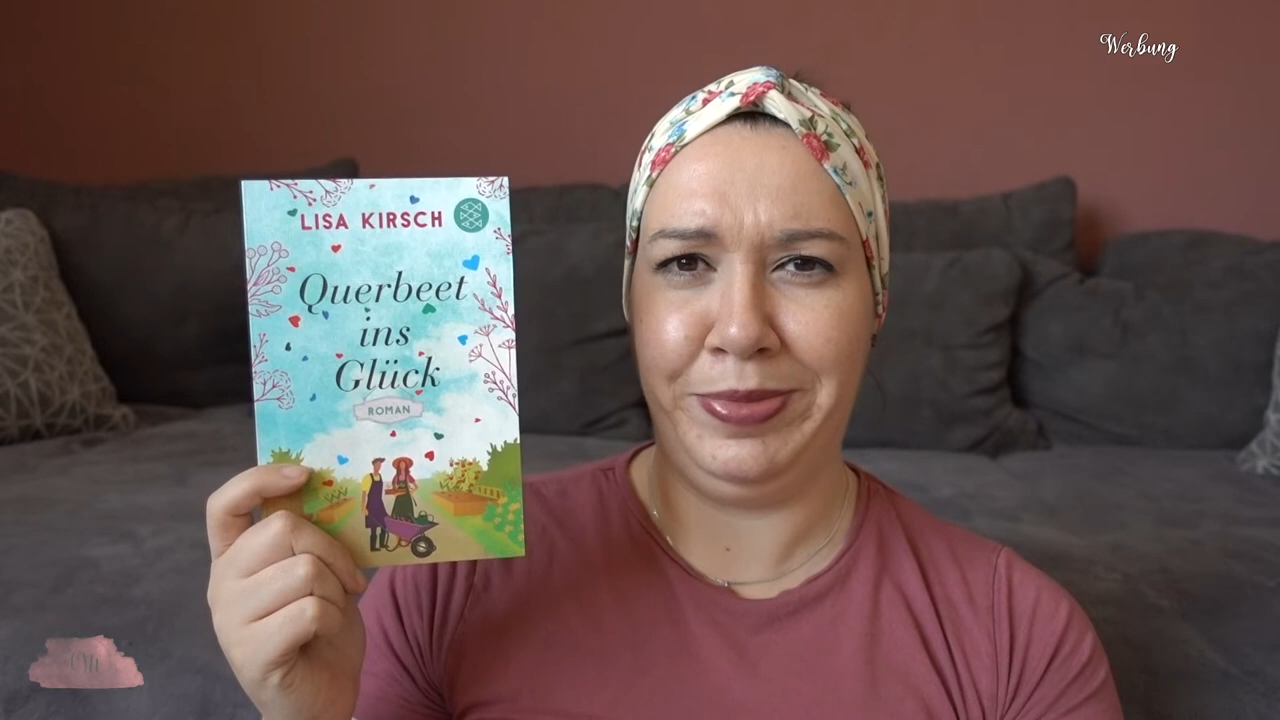 Werbung
LISA KIRSCH
Querbeet
ins
Glück
ROMAN